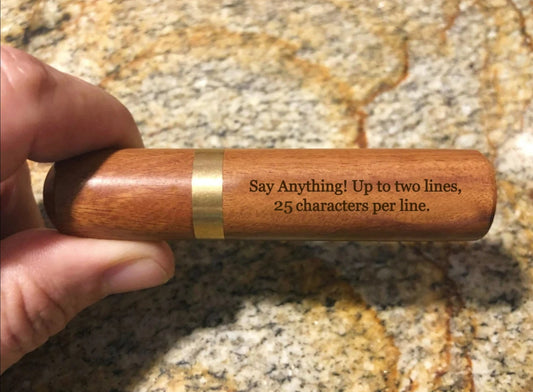 Say Anything! Up to two lines,
25 characters per line.